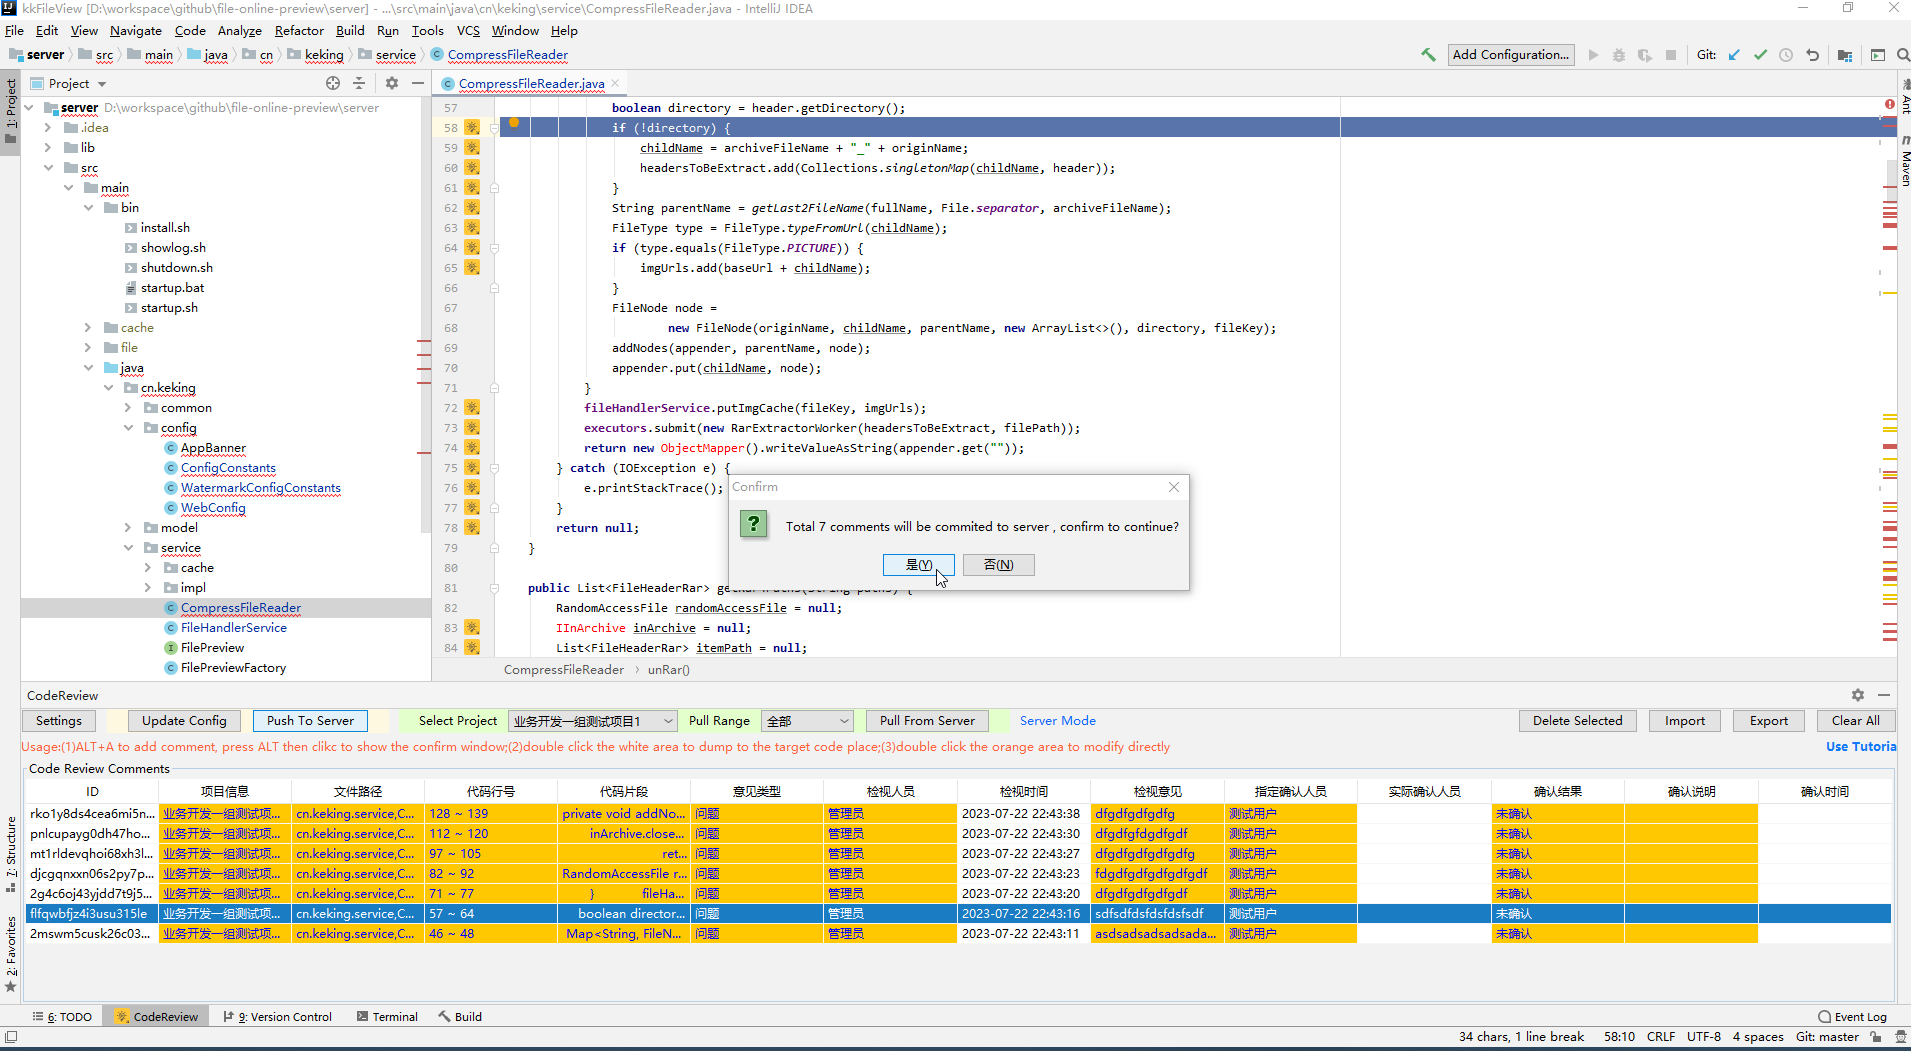 kkFileView [D:\workspace\github\file-online-preview\server] - ...\src\main\java\cn\keking\service\CompressFileReader.java - IntelliJ IDEA
File Edit View Navigate Code Analyze Refactor Build Run Tools VCS Window Help
server src main java cn keking service CompressFileReader Add Configuration... Git:
1: Project
Project
CompressFileReader.java
server D:\workspace\github\file-online-preview\server
.idea
lib
src
main
bin
install.sh
showlog.sh
shutdown.sh
startup.bat
startup.sh
cache
file
java
cn.keking
common
config
AppBanner
ConfigConstants
WatermarkConfigConstants
WebConfig
model
service
cache
impl
CompressFileReader
FileHandlerService
FilePreview
FilePreviewFactory
57 boolean directory = header.getDirectory();
58 if (!directory) {
59 childName = archiveFileName + "_" + originName;
60 headersToBeExtract.add(Collections.singletonMap(childName, header));
61 }
62 String parentName = getLast2FileName(fullName, File.separator, archiveFileName);
63 FileType type = FileType.typeFromUrl(childName);
64 if (type.equals(FileType.PICTURE)) {
65 imgUrls.add(baseUrl + childName);
66 }
67 FileNode node =
68 new FileNode(originName, childName, parentName, new ArrayList<>(), directory, fileKey);
69 addNodes(appender, parentName, node);
70 appender.put(childName, node);
71 }
72 fileHandlerService.putImgCache(fileKey, imgUrls);
73 executors.submit(new RarExtractorWorker(headersToBeExtract, filePath));
74 return new ObjectMapper().writeValueAsString(appender.get(""));
75 } catch (IOException e) {
76 e.printStackTrace();
77 }
78 return null;
79 }
80
81 public List<FileHeaderRar>
82 RandomAccessFile randomAccessFile = null;
83 IInArchive inArchive = null;
84 List<FileHeaderRar> itemPath = null;
CompressFileReader › unRar()
Ant
Maven
Confirm
Total 7 comments will be commited to server , confirm to continue?
是(Y) 否(N)
CodeReview
Settings Update Config Push To Server Select Project 业务开发一组测试项目1 Pull Range 全部 Pull From Server Server Mode Delete Selected Import Export Clear All
Usage:(1)ALT+A to add comment, press ALT then clikc to show the confirm window;(2)double click the white area to dump to the target code place;(3)double click the orange area to modify directly
Use Tutoria
Code Review Comments
ID 项目信息 文件路径 代码行号 代码片段 意见类型 检视人员 检视时间 检视意见 指定确认人员 实际确认人员 确认结果 确认说明 确认时间
rko1y8ds4cea6mi5n... 业务开发一组测试项... cn.keking.service,C... 128 ~ 139 private void addNo... 问题 管理员 2023-07-22 22:43:38 dfgdfgdfgdfg 测试用户 未确认
pnlcupayg0dh47ho... 业务开发一组测试项... cn.keking.service,C... 112 ~ 120 inArchive.close... 问题 管理员 2023-07-22 22:43:30 dfgdfgfdgdfgdf 测试用户 未确认
mt1rldevqhoi68xh3l... 业务开发一组测试项... cn.keking.service,C... 97 ~ 105 ret... 问题 管理员 2023-07-22 22:43:27 dfgdfgdfgdfgdfg 测试用户 未确认
djcgqnxxn06s2py7p... 业务开发一组测试项... cn.keking.service,C... 82 ~ 92 RandomAccessFile r... 问题 管理员 2023-07-22 22:43:23 fdgdfgdfgdfgdfgdf 测试用户 未确认
2g4c6oj43yjdd7t9j5... 业务开发一组测试项... cn.keking.service,C... 71 ~ 77 } fileHa... 问题 管理员 2023-07-22 22:43:20 dfgdfgdfgdfgdf 测试用户 未确认
flfqwbfjz4i3usu315le 业务开发一组测试项... cn.keking.service,C... 57 ~ 64 boolean director... 问题 管理员 2023-07-22 22:43:16 sdfsdfdsfdsfdsfsdf 测试用户 未确认
2mswm5cusk26c03... 业务开发一组测试项... cn.keking.service,C... 46 ~ 48 Map<String, FileN... 问题 管理员 2023-07-22 22:43:11 asdsadsadsadsada... 测试用户 未确认
7: Structure
2: Favorites
6: TODO CodeReview 9: Version Control Terminal Build Event Log
34 chars, 1 line break 58:10 CRLF UTF-8 4 spaces Git: master